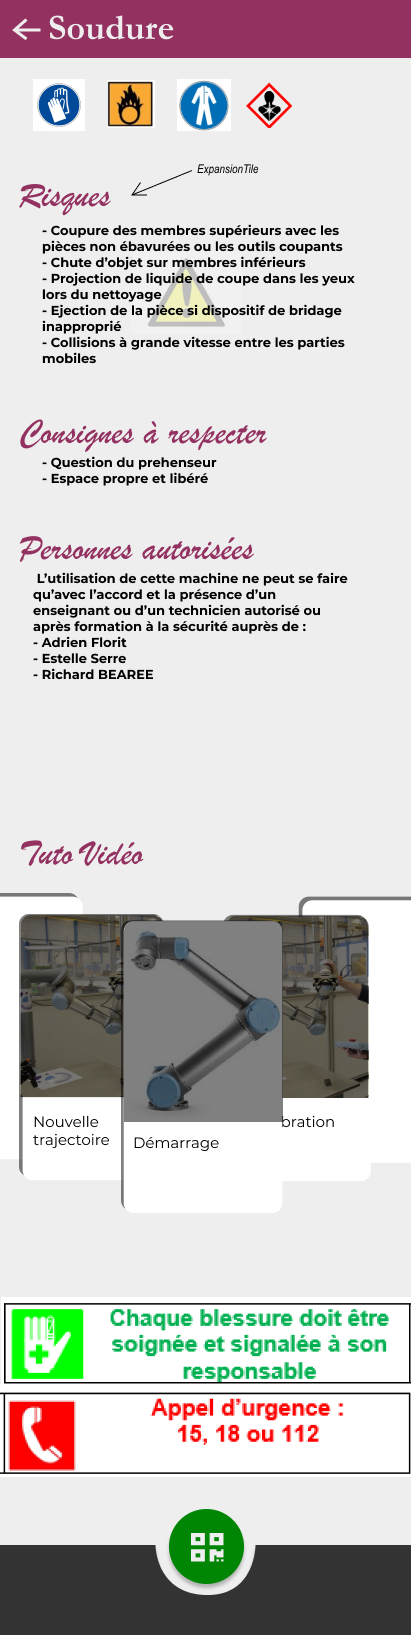 Soudure
ExpansionTile
Risques
- Coupure des membres supérieurs avec les
pièces non ébavurées ou les outils coupants
- Chute d'objet sur membres inférieurs
- Projection de liquide de coupe dans les yeux
lors du nettoyage
- Ejection de la pièce si dispositif de bridage
inapproprié
- Collisions à grande vitesse entre les parties
mobiles
Consignes à respecter
- Question du prehenseur
- Espace propre et libéré
Personnes autorisées
L'utilisation de cette machine ne peut se faire
qu'avec l'accord et la présence d'un
enseignant ou d'un technicien autorisé ou
après formation à la sécurité auprès de :
- Adrien Florit
- Estelle Serre
- Richard BEAREE
Tuto Vidéo
Nouvelle
trajectoire
Démarrage
bration
Chaque blessure doit être
soignée et signalée à son
responsable
Appel d'urgence :
15, 18 ou 112